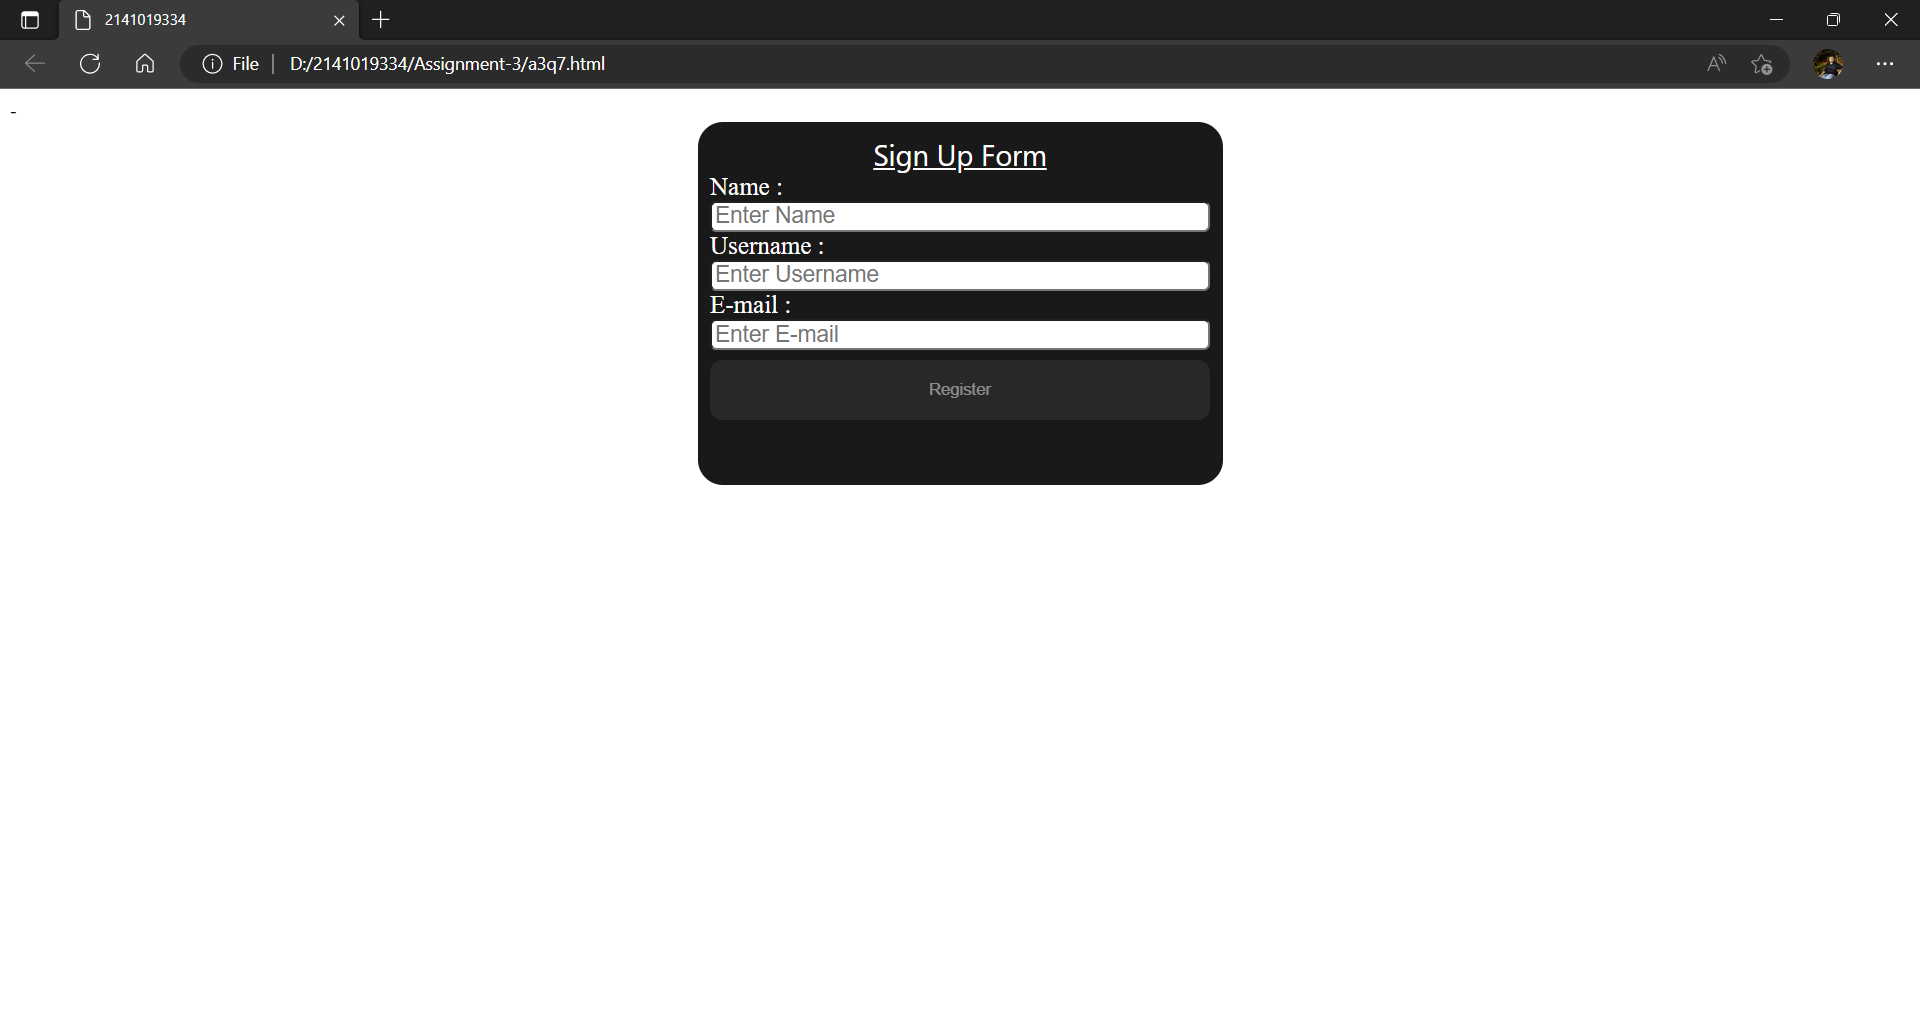 2141019334
File D:/2141019334/Assignment-3/a3q7.html
-
Sign Up Form
Name :
Enter Name
Username :
Enter Username
E-mail :
Enter E-mail
Register